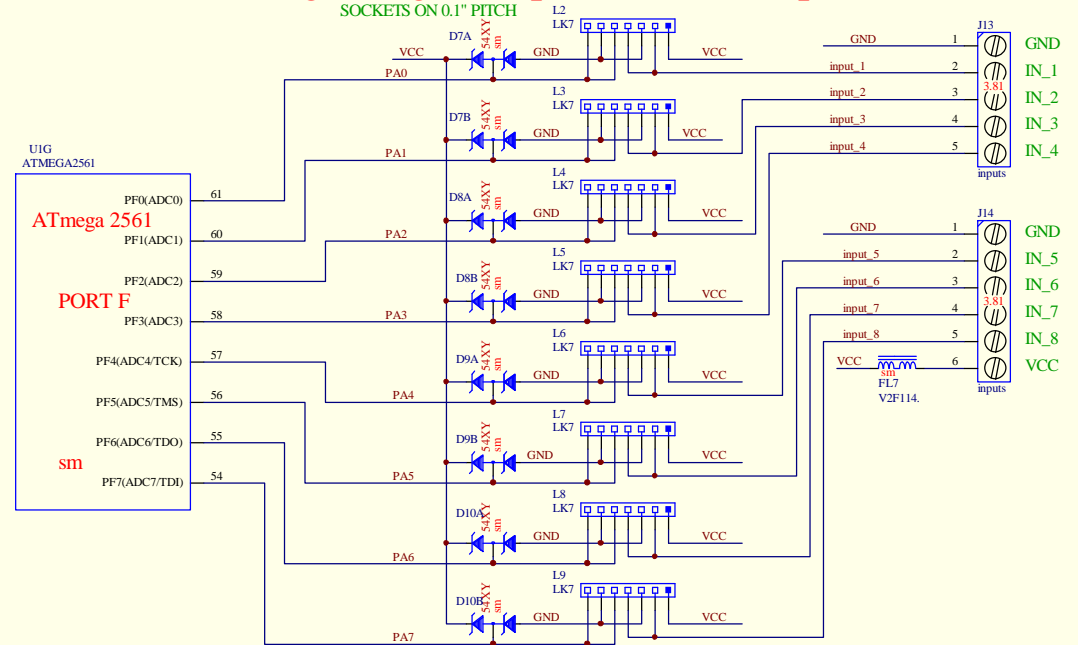 SOCKETS ON 0.1" PITCH
L2
LK7
D7A
54XY
sm
VCC
GND
VCC
PA0
L3
LK7
D7B
54XY
sm
GND
VCC
PA1
L4
LK7
D8A
54XY
sm
GND
VCC
PA2
L5
LK7
D8B
54XY
sm
GND
VCC
PA3
L6
LK7
D9A
54XY
sm
GND
VCC
PA4
L7
LK7
D9B
54XY
sm
GND
VCC
PA5
L8
LK7
D10A
54XY
sm
GND
VCC
PA6
L9
LK7
D10B
54XY
sm
GND
VCC
PA7
U1G
ATMEGA2561
ATmega 2561
PORT F
sm
PF0(ADC0) 61
PF1(ADC1) 60
PF2(ADC2) 59
PF3(ADC3) 58
PF4(ADC4/TCK) 57
PF5(ADC5/TMS) 56
PF6(ADC6/TDO) 55
PF7(ADC7/TDI) 54
J13
GND 1 GND
input_1 2 IN_1
3.81
input_2 3 IN_2
input_3 4 IN_3
input_4 5 IN_4
inputs
J14
GND 1 GND
input_5 2 IN_5
input_6 3 IN_6
3.81
input_7 4 IN_7
input_8 5 IN_8
VCC 6 VCC
sm
FL7
V2F114.
inputs